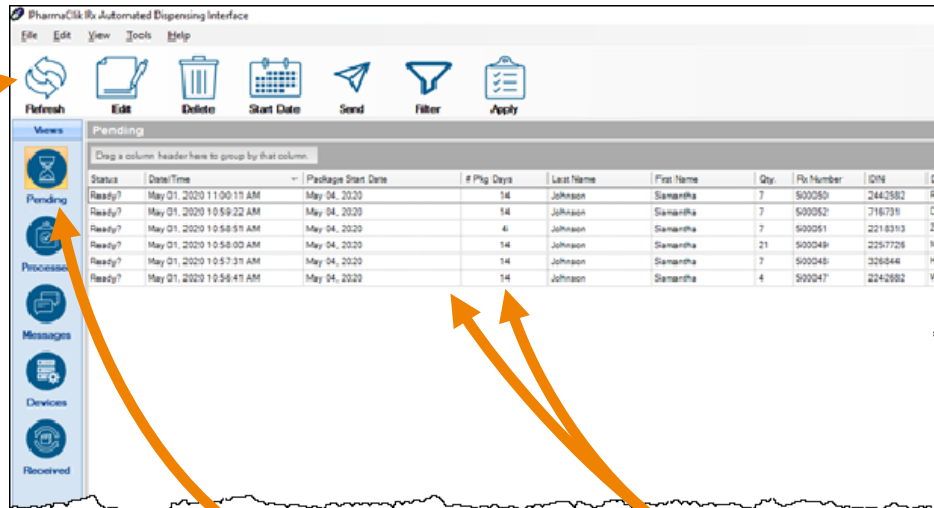 PharmaClik Rx Automated Dispensing Interface
File Edit View Tools Help
Refresh Edit Delete Start Date Send Filter Apply
Views Pending
Drag a column header here to group by that column.
Status Date/Time Package Start Date # Pkg Days Last Name First Name Qty. Rx Number DIN
Ready? May 01, 2020 11:00:11 AM May 04, 2020 14 Johnson Samantha 7 2442582
Ready? May 01, 2020 10:59:22 AM May 04, 2020 14 Johnson Samantha 7 716731
Ready? May 01, 2020 10:58:51 AM May 04, 2020 Johnson Samantha 7 500051 2218313
Ready? May 01, 2020 10:58:00 AM May 04, 2020 14 Johnson Samantha 21 2257726
Ready? May 01, 2020 10:57:31 AM May 04, 2020 14 Johnson Samantha 7 326844
Ready? May 01, 2020 10:56:41 AM May 04, 2020 14 Johnson Samantha 4 2242682
Pending
Processed
Messages
Devices
Received